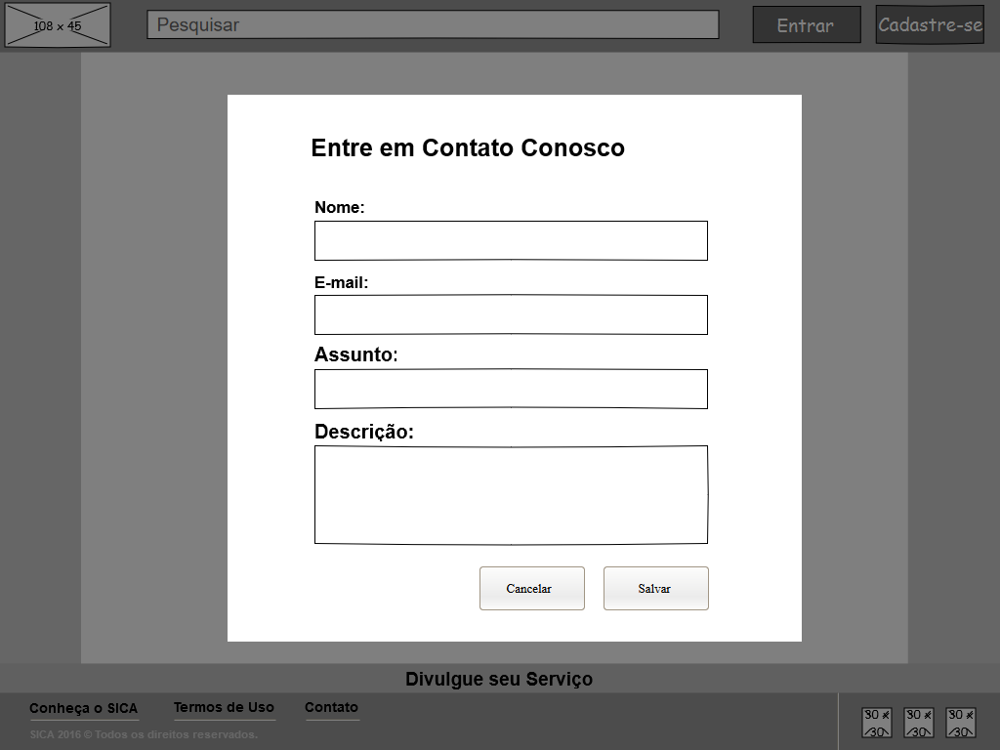 108 x 45
Pesquisar
Entrar
Cadastre-se
Entre em Contato Conosco
Nome:
E-mail:
Assunto:
Descrição:
Cancelar
Salvar
Divulgue seu Serviço
Conheça o SICA
Termos de Uso
Contato
SICA 2016 © Todos os direitos reservados.
30 x
30
30 x
30
30 x
30